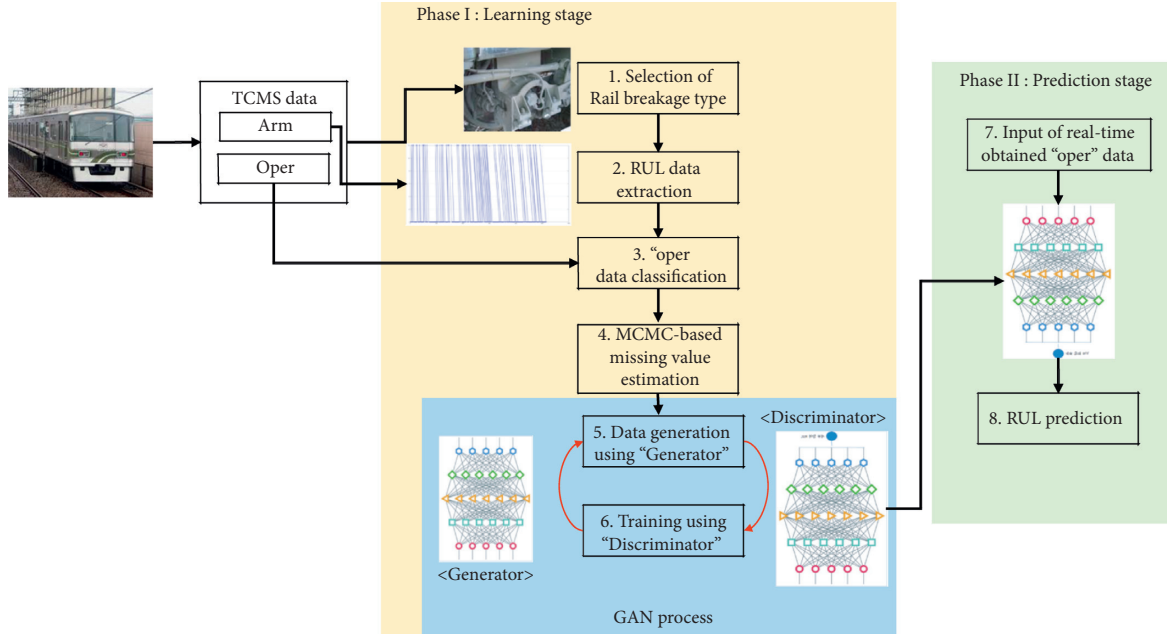 Phase I : Learning stage
TCMS data
Arm
Oper
1. Selection of
Rail breakage type
2. RUL data
extraction
3. “oper
data classification
4. MCMC-based
missing value
estimation
5. Data generation
using “Generator”
6. Training using
“Discriminator”
<Generator>
<Discriminator>
GAN process
Phase II : Prediction stage
7. Input of real-time
obtained “oper” data
8. RUL prediction